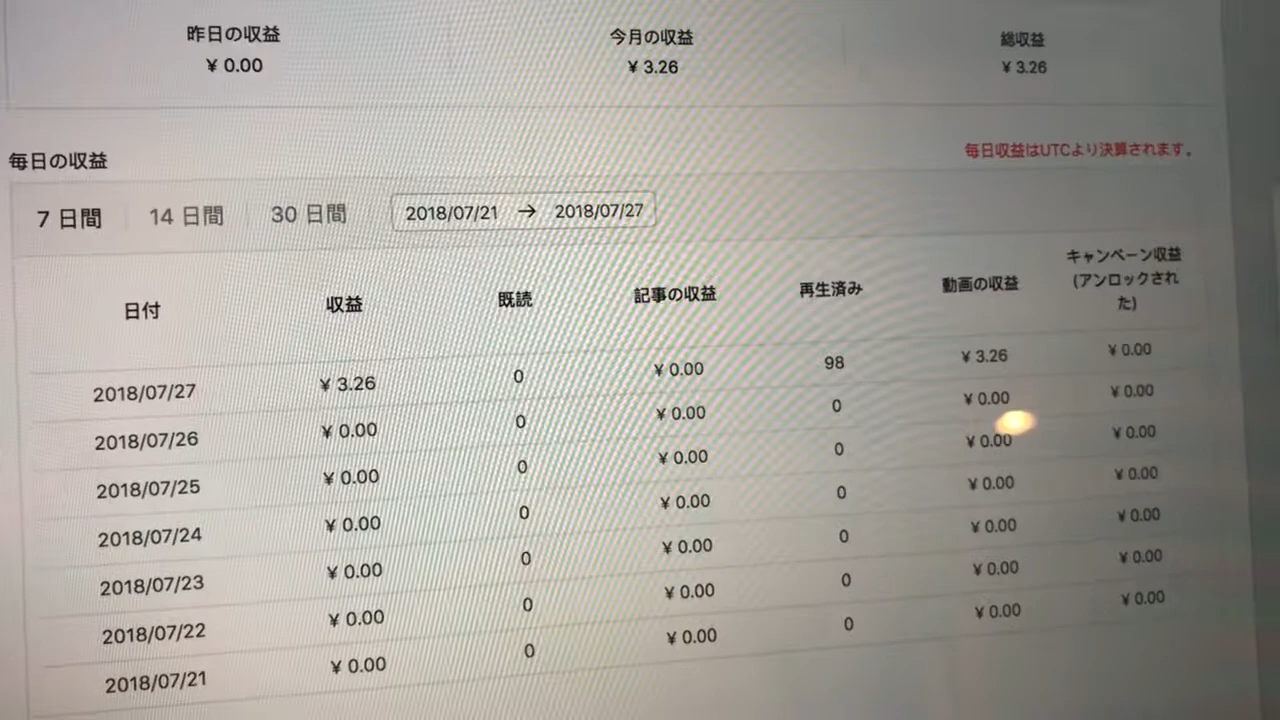 昨日の収益 今月の収益 総収益
¥ 0.00 ¥ 3.26 ¥ 3.26
毎日の収益 毎日収益はUTCより決算されます。
7 日間 14 日間 30 日間 2018/07/21 → 2018/07/27
日付 収益 既読 記事の収益 再生済み 動画の収益 キャンペーン収益
(アンロックされ
た)
2018/07/27 ¥ 3.26 0 ¥ 0.00 98 ¥ 3.26 ¥ 0.00
2018/07/26 ¥ 0.00 0 ¥ 0.00 0 ¥ 0.00 ¥ 0.00
2018/07/25 ¥ 0.00 0 ¥ 0.00 0 ¥ 0.00 ¥ 0.00
2018/07/24 ¥ 0.00 0 ¥ 0.00 0 ¥ 0.00 ¥ 0.00
2018/07/23 ¥ 0.00 0 ¥ 0.00 0 ¥ 0.00 ¥ 0.00
2018/07/22 ¥ 0.00 0 ¥ 0.00 0 ¥ 0.00 ¥ 0.00
2018/07/21 ¥ 0.00 0 ¥ 0.00 0 ¥ 0.00 ¥ 0.00